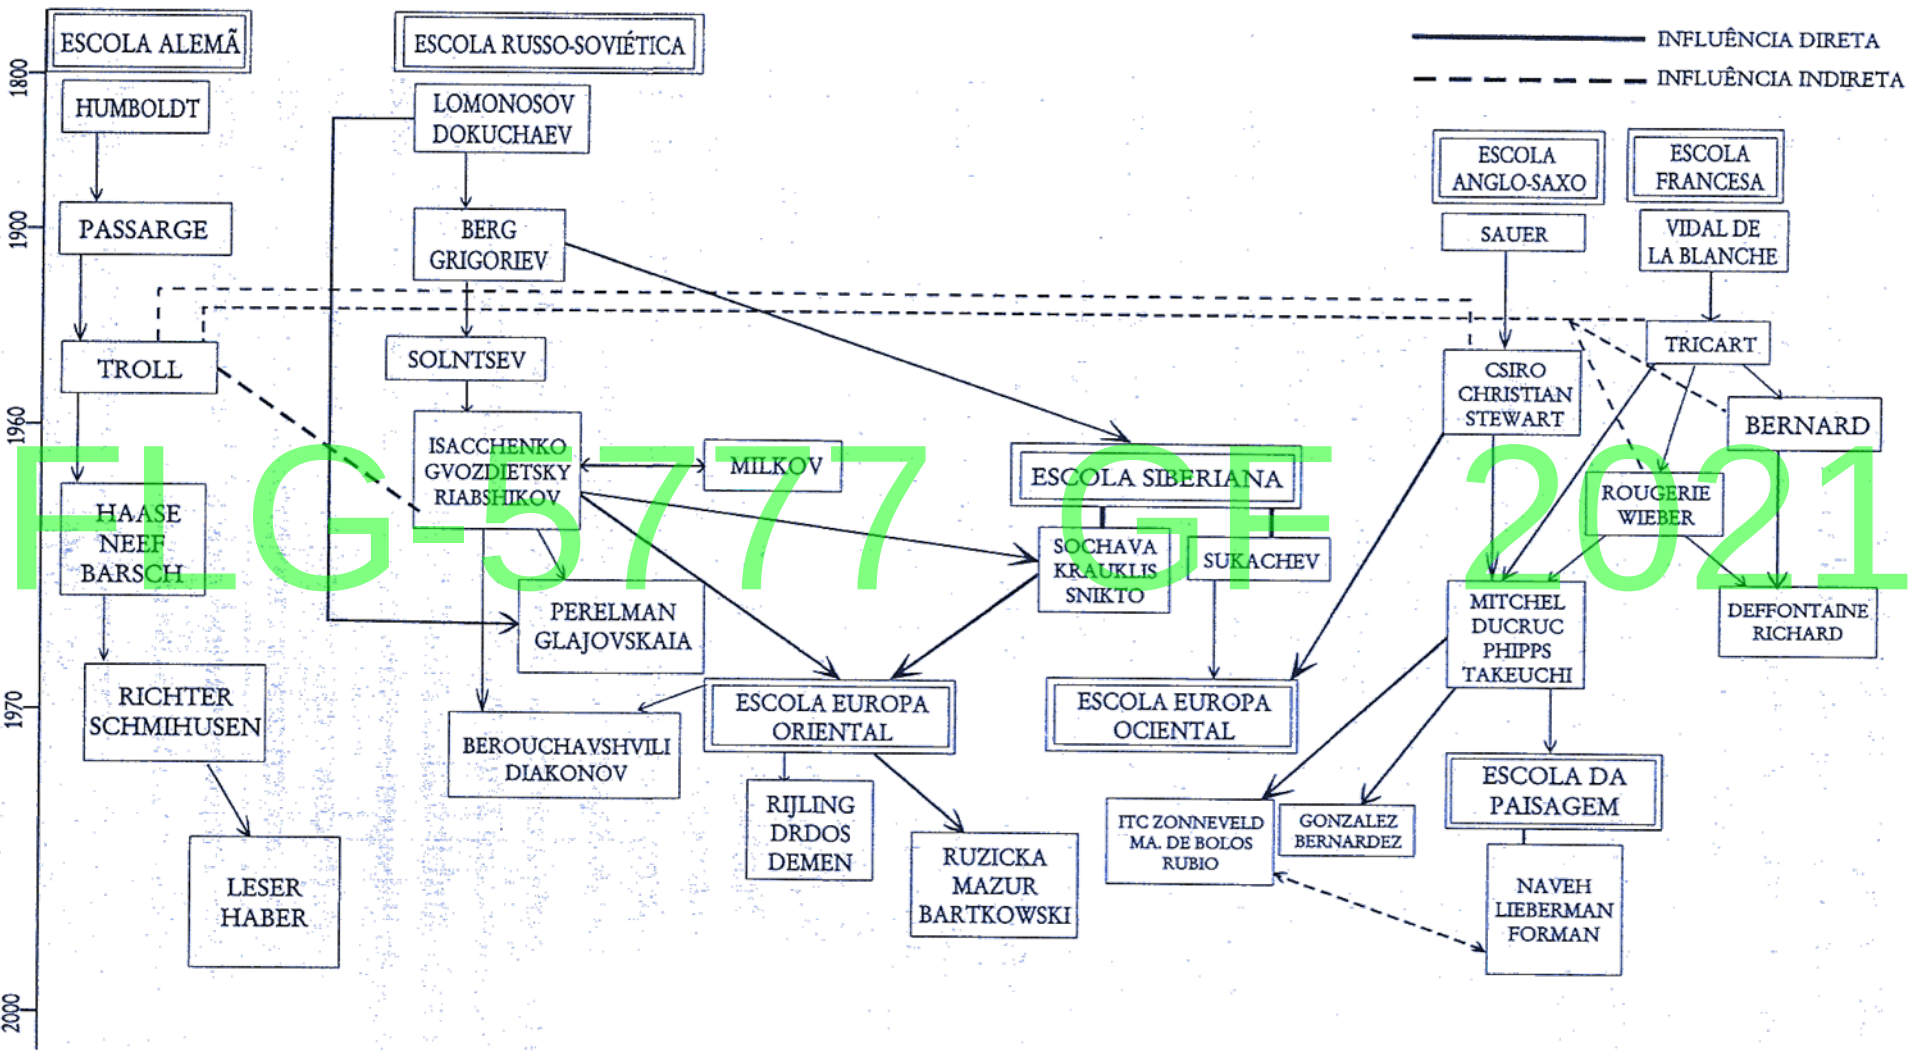 ESCOLA ALEMÃ
ESCOLA RUSSO-SOVIÉTICA
INFLUÊNCIA DIRETA
INFLUÊNCIA INDIRETA
1800
HUMBOLDT
LOMONOSOV
DOKUCHAEV
ESCOLA
ANGLO-SAXO
ESCOLA
FRANCESA
1900
PASSARGE
BERG
GRIGORIEV
SAUER
VIDAL DE
LA BLANCHE
TROLL
SOLNTSEV
CSIRO
CHRISTIAN
STEWART
TRICART
1960
BERNARD
ISACCHENKO
GVOZDIETSKY
RIABSHIKOV
MILKOV
ESCOLA SIBERIANA
ROUGERIE
WIEBER
FLG-5777 GF 2021
HAASE
NEEF
BARSCH
SOCHAVA
KRAUKLIS
SNIKTO
SUKACHEV
PERELMAN
GLAJOVSKAIA
MITCHEL
DUCRUC
PHIPPS
TAKEUCHI
DEFFONTAINE
RICHARD
1970
RICHTER
SCHMIHUSEN
BEROUCHAVSHVILI
DIAKONOV
ESCOLA EUROPA
ORIENTAL
ESCOLA EUROPA
OCIENTAL
ESCOLA DA
PAISAGEM
RIJLING
DRDOS
DEMEN
ITC ZONNEVELD
MA. DE BOLOS
RUBIO
GONZALEZ
BERNARDEZ
LESER
HABER
RUZICKA
MAZUR
BARTKOWSKI
NAVEH
LIEBERMAN
FORMAN
2000